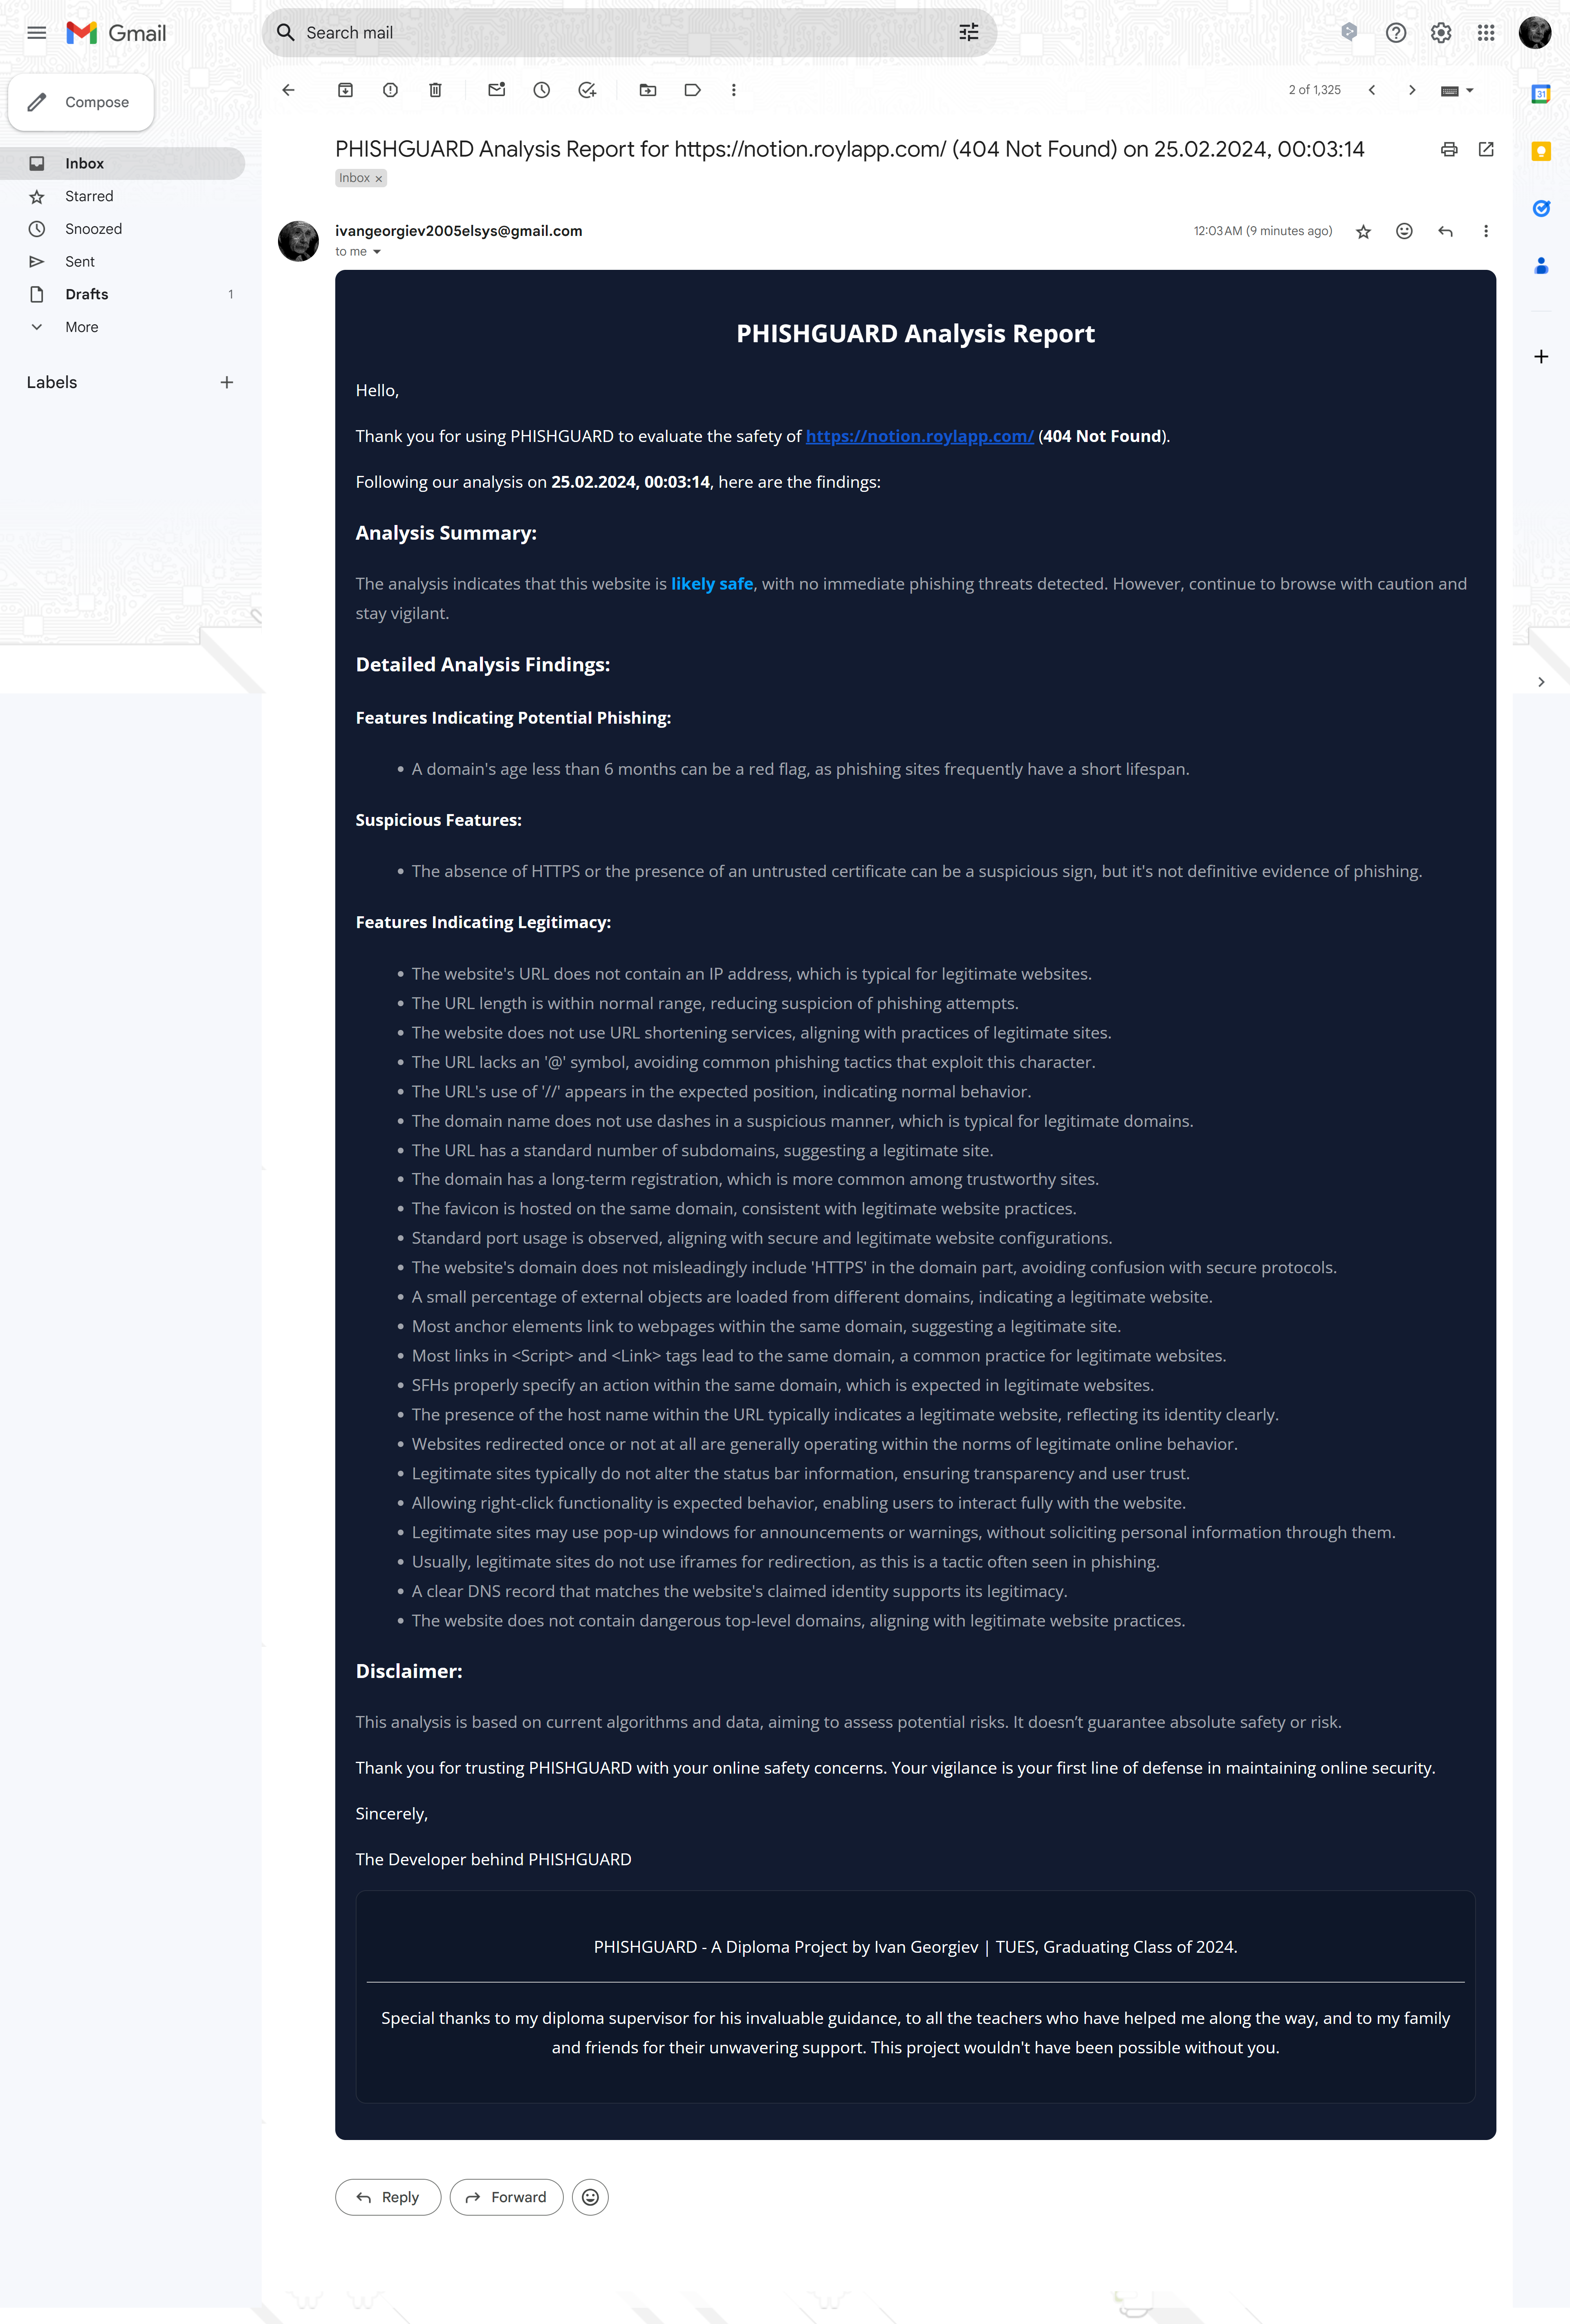 Gmail
Search mail
Compose
2 of 1,325
Inbox
Starred
Snoozed
Sent
Drafts 1
More
Labels
PHISHGUARD Analysis Report for https://notion.roylapp.com/ (404 Not Found) on 25.02.2024, 00:03:14
Inbox ×
ivangeorgiev2005elsys@gmail.com
12:03 AM (9 minutes ago)
to me
31
PHISHGUARD Analysis Report
Hello,
Thank you for using PHISHGUARD to evaluate the safety of https://notion.roylapp.com/ (404 Not Found).
Following our analysis on 25.02.2024, 00:03:14, here are the findings:
Analysis Summary:
The analysis indicates that this website is likely safe, with no immediate phishing threats detected. However, continue to browse with caution and
stay vigilant.
Detailed Analysis Findings:
Features Indicating Potential Phishing:
• A domain's age less than 6 months can be a red flag, as phishing sites frequently have a short lifespan.
Suspicious Features:
• The absence of HTTPS or the presence of an untrusted certificate can be a suspicious sign, but it's not definitive evidence of phishing.
Features Indicating Legitimacy:
• The website's URL does not contain an IP address, which is typical for legitimate websites.
• The URL length is within normal range, reducing suspicion of phishing attempts.
• The website does not use URL shortening services, aligning with practices of legitimate sites.
• The URL lacks an '@' symbol, avoiding common phishing tactics that exploit this character.
• The URL's use of '//' appears in the expected position, indicating normal behavior.
• The domain name does not use dashes in a suspicious manner, which is typical for legitimate domains.
• The URL has a standard number of subdomains, suggesting a legitimate site.
• The domain has a long-term registration, which is more common among trustworthy sites.
• The favicon is hosted on the same domain, consistent with legitimate website practices.
• Standard port usage is observed, aligning with secure and legitimate website configurations.
• The website's domain does not misleadingly include 'HTTPS' in the domain part, avoiding confusion with secure protocols.
• A small percentage of external objects are loaded from different domains, indicating a legitimate website.
• Most anchor elements link to webpages within the same domain, suggesting a legitimate site.
• Most links in <Script> and <Link> tags lead to the same domain, a common practice for legitimate websites.
• SFHs properly specify an action within the same domain, which is expected in legitimate websites.
• The presence of the host name within the URL typically indicates a legitimate website, reflecting its identity clearly.
• Websites redirected once or not at all are generally operating within the norms of legitimate online behavior.
• Legitimate sites typically do not alter the status bar information, ensuring transparency and user trust.
• Allowing right-click functionality is expected behavior, enabling users to interact fully with the website.
• Legitimate sites may use pop-up windows for announcements or warnings, without soliciting personal information through them.
• Usually, legitimate sites do not use iframes for redirection, as this is a tactic often seen in phishing.
• A clear DNS record that matches the website's claimed identity supports its legitimacy.
• The website does not contain dangerous top-level domains, aligning with legitimate website practices.
Disclaimer:
This analysis is based on current algorithms and data, aiming to assess potential risks. It doesn’t guarantee absolute safety or risk.
Thank you for trusting PHISHGUARD with your online safety concerns. Your vigilance is your first line of defense in maintaining online security.
Sincerely,
The Developer behind PHISHGUARD
PHISHGUARD - A Diploma Project by Ivan Georgiev | TUES, Graduating Class of 2024.
Special thanks to my diploma supervisor for his invaluable guidance, to all the teachers who have helped me along the way, and to my family
and friends for their unwavering support. This project wouldn't have been possible without you.
Reply
Forward